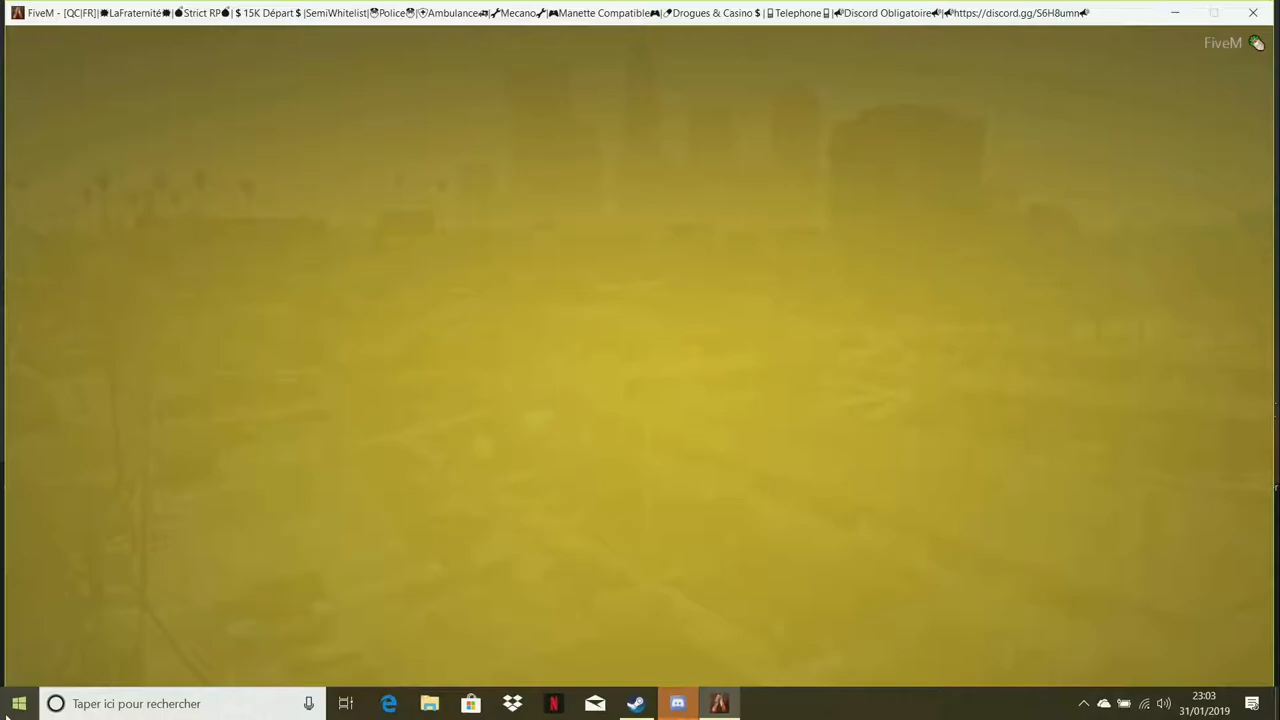 FiveM - [QC|FR]|✹LaFraternité✹|💣Strict RP💣| $ 15K Départ $ |SemiWhitelist|👮Police👮|⛑Ambulance🚑|🔧Mecano🔧|🎮Manette Compatible🎮|💊Drogues & Casino $ |📱Telephone📱|📣Discord Obligatoire📣|📣https://discord.gg/S6H8umn📣
FiveM
Taper ici pour rechercher
23:03
31/01/2019